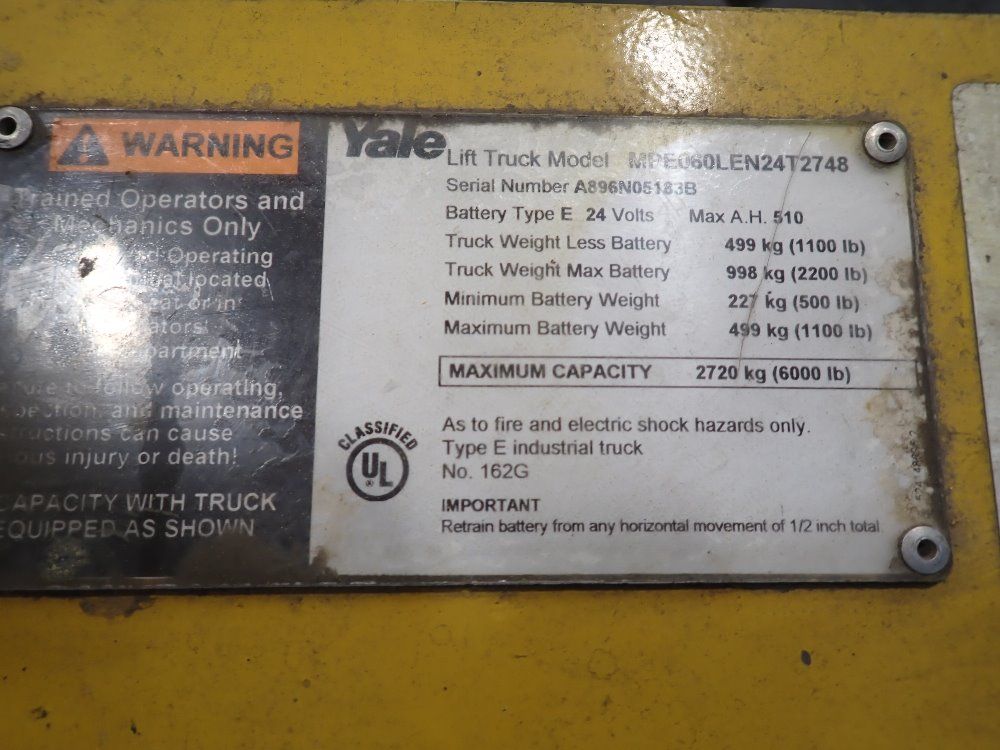 WARNING
Trained Operators and
Mechanics Only
Operating
located
or in
department
to follow operating,
and maintenance
can cause
injury or death!
CAPACITY WITH TRUCK
EQUIPPED AS SHOWN
Yale
Lift Truck Model MPE060LEN24T2748
Serial Number A896N05183B
Battery Type E 24 Volts Max A.H. 510
Truck Weight Less Battery 499 kg (1100 lb)
Truck Weight Max Battery 998 kg (2200 lb)
Minimum Battery Weight 227 kg (500 lb)
Maximum Battery Weight 499 kg (1100 lb)
MAXIMUM CAPACITY 2720 kg (6000 lb)
CLASSIFIED
UL
®
As to fire and electric shock hazards only.
Type E industrial truck
No. 162G
IMPORTANT
Retrain battery from any horizontal movement of 1/2 inch total